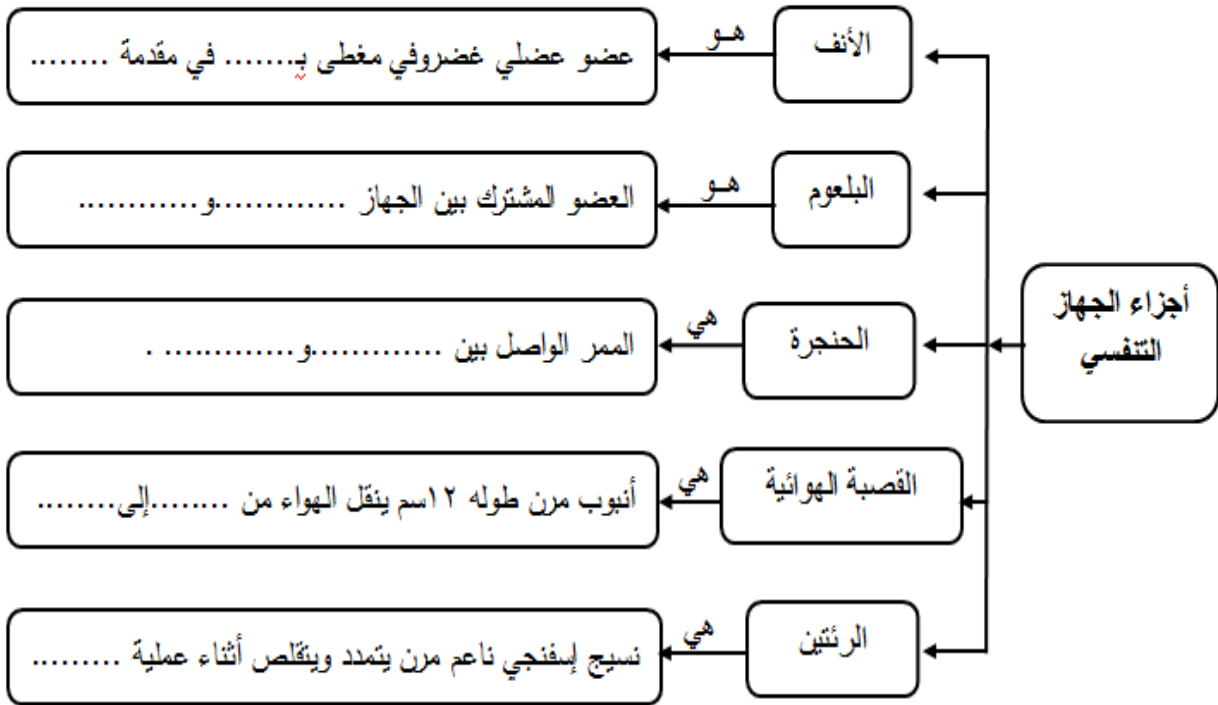 أجزاء الجهاز
التنفسي
الأنف
هـو
عضو عضلي غضروفي مغطى بـ....... في مقدمة ........
البلعوم
هـو
العضو المشترك بين الجهاز .............و............
الحنجرة
هي
الممر الواصل بين .............و............. .
القصبة الهوائية
هي
أنبوب مرن طوله ١٢سم ينقل الهواء من ........إلى........
الرئتين
هي
نسيج إسفنجي ناعم مرن يتمدد ويتقلص أثناء عملية .........